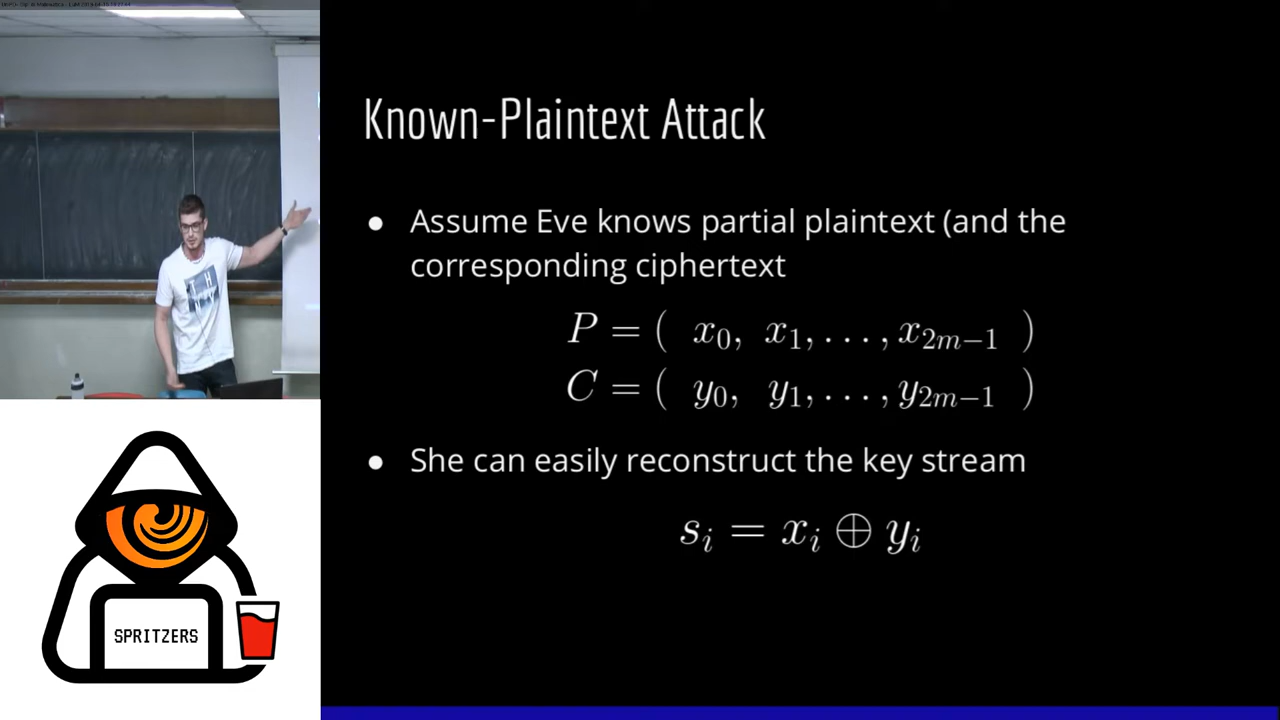 Known-Plaintext Attack
● Assume Eve knows partial plaintext (and the
corresponding ciphertext
P = ( x₀, x₁, . . . , x₂ₘ₋₁ )
C = ( y₀, y₁, . . . , y₂ₘ₋₁ )
● She can easily reconstruct the key stream
sᵢ = xᵢ ⊕ yᵢ
SPRITZERS